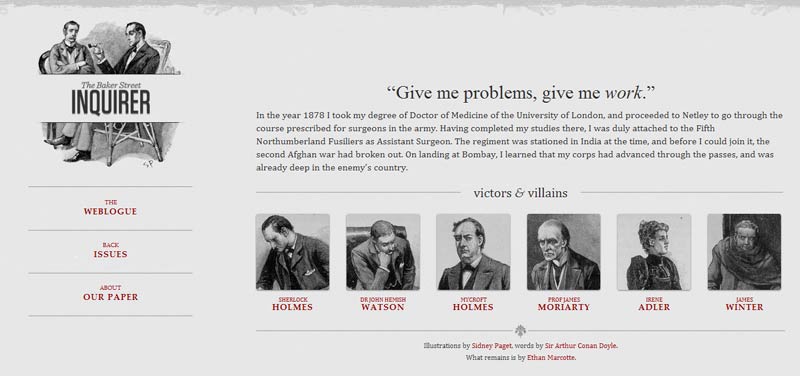 The Baker Street
INQUIRER
THE
WEBLOGUE
BACK
ISSUES
ABOUT
OUR PAPER
“Give me problems, give me work.”
In the year 1878 I took my degree of Doctor of Medicine of the University of London, and proceeded to Netley to go through the
course prescribed for surgeons in the army. Having completed my studies there, I was duly attached to the Fifth
Northumberland Fusiliers as Assistant Surgeon. The regiment was stationed in India at the time, and before I could join it, the
second Afghan war had broken out. On landing at Bombay, I learned that my corps had advanced through the passes, and was
already deep in the enemy’s country.
victors & villains
SHERLOCK
HOLMES
DR JOHN HEMISH
WATSON
MYCROFT
HOLMES
PROF JAMES
MORIARTY
IRENE
ADLER
JAMES
WINTER
Illustrations by Sidney Paget, words by Sir Arthur Conan Doyle.
What remains is by Ethan Marcotte.